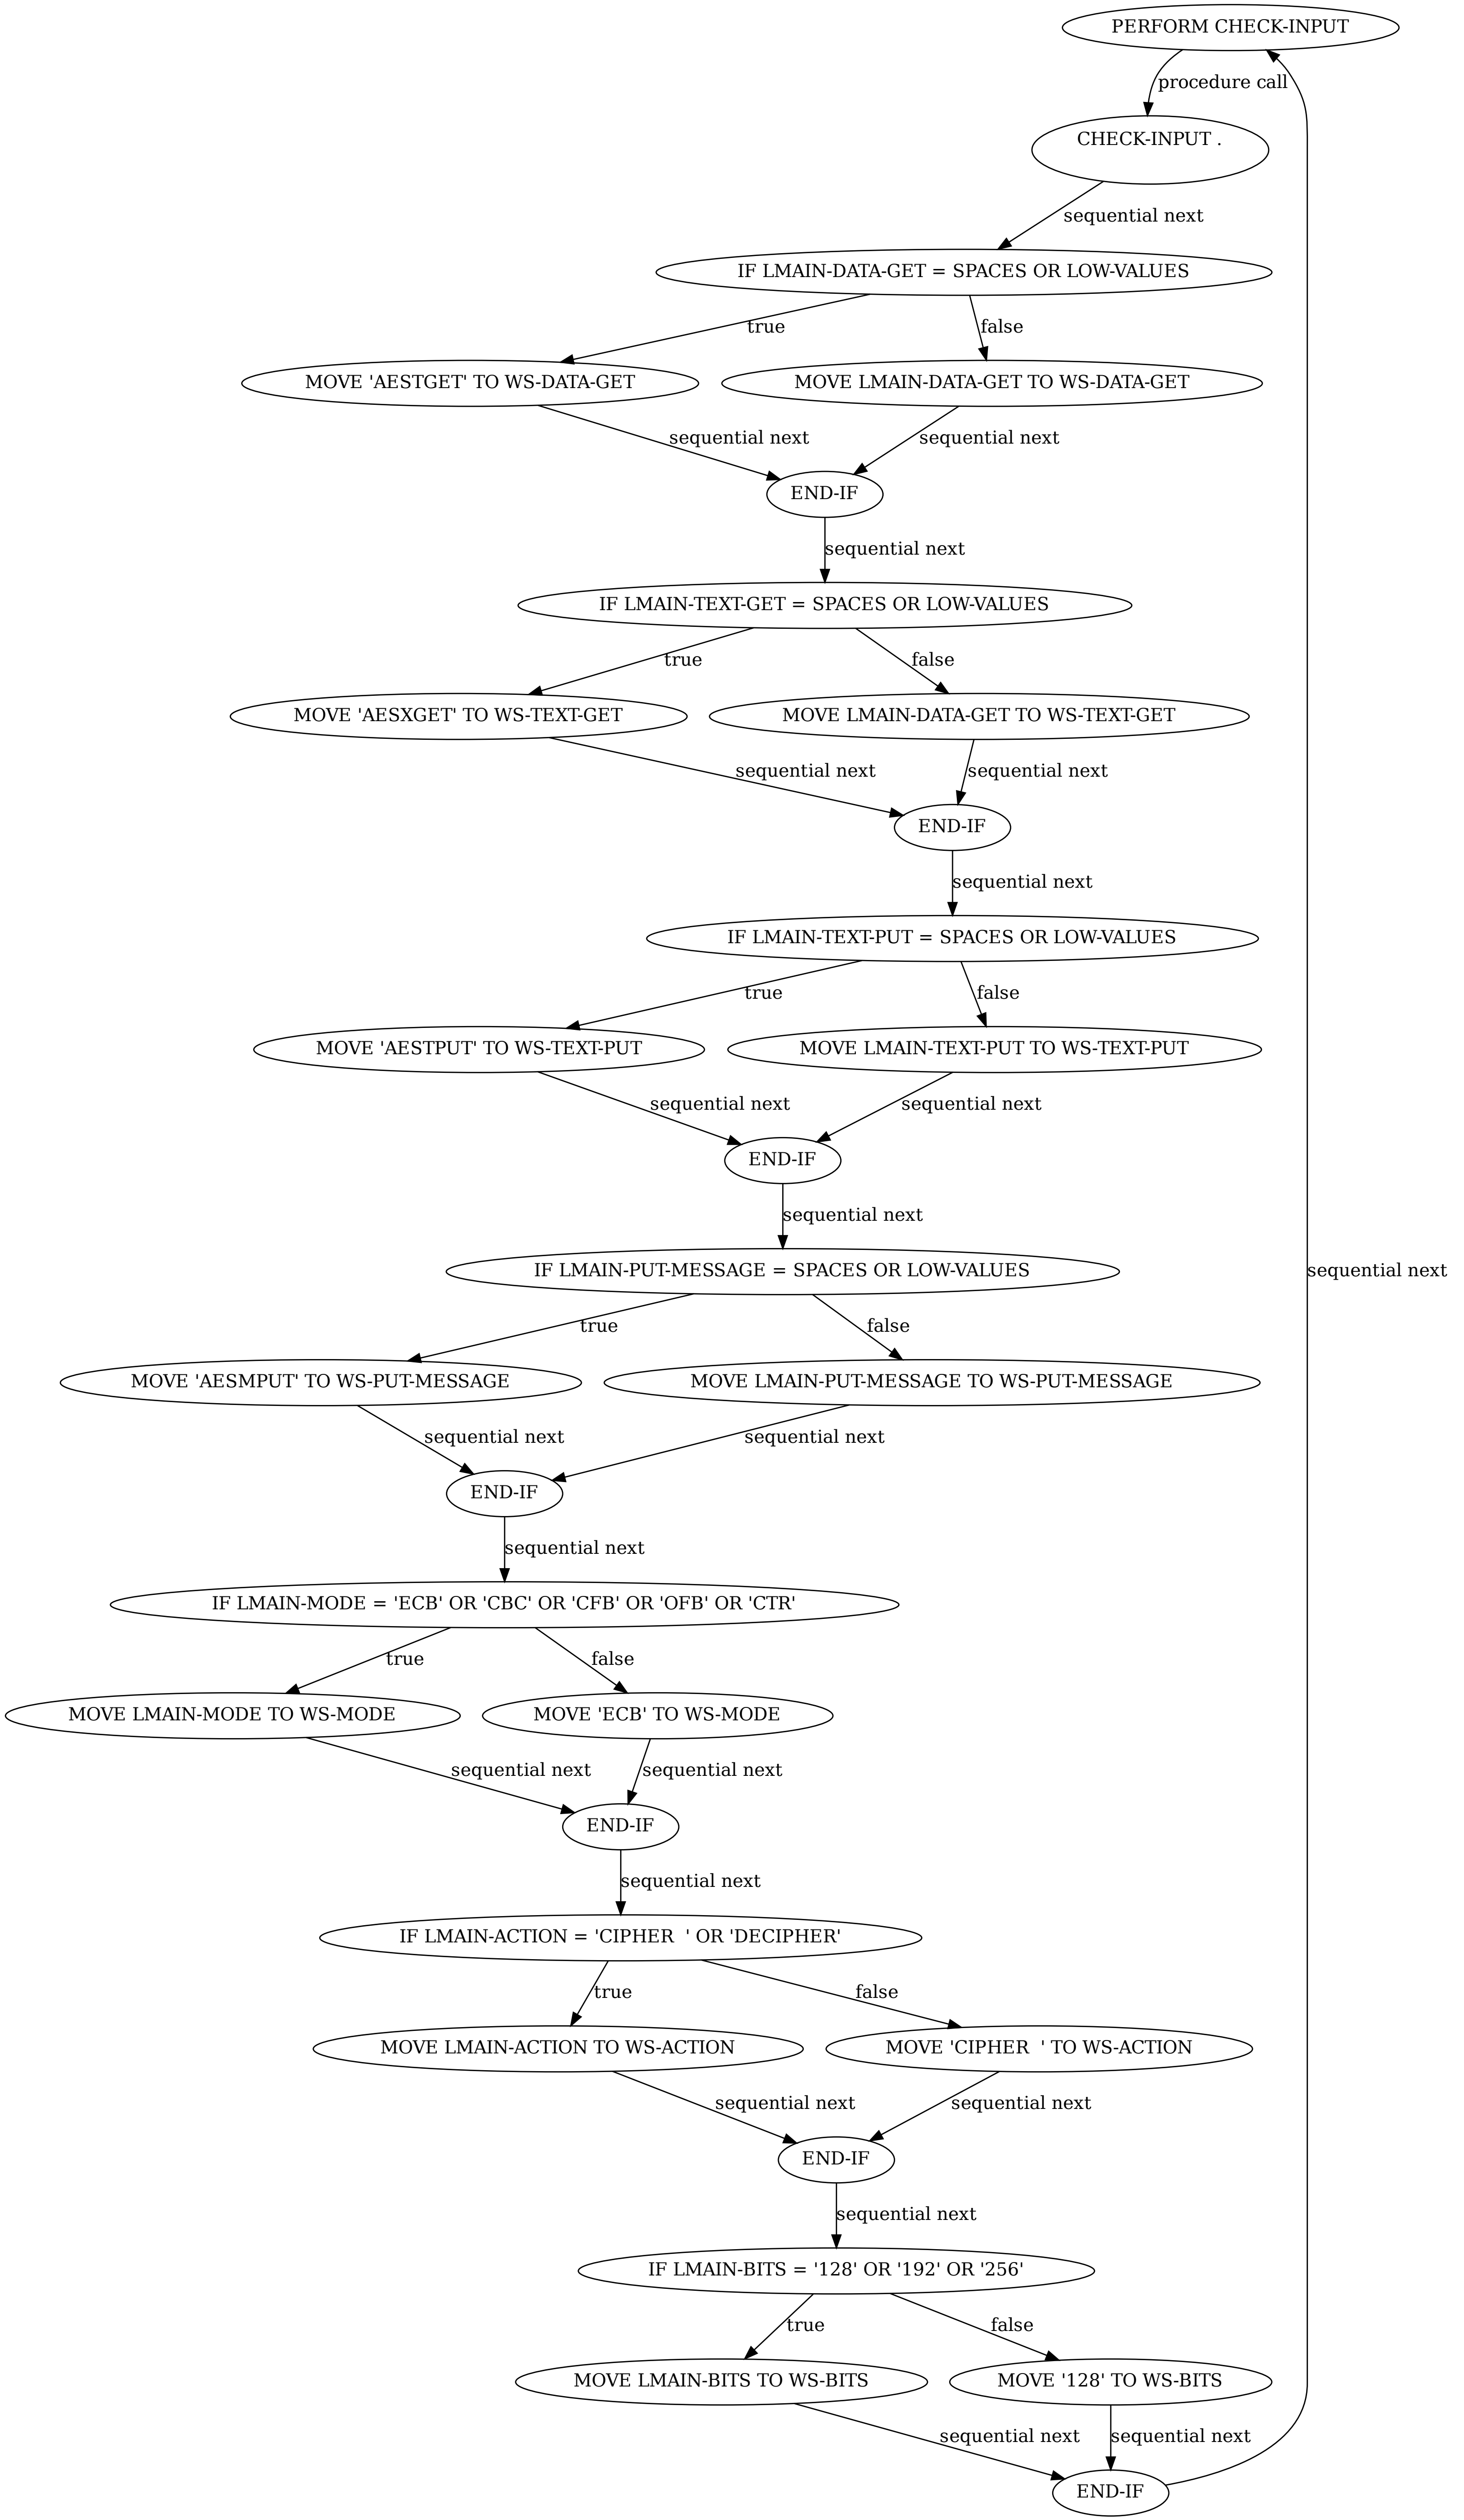 PERFORM CHECK-INPUT
procedure call
CHECK-INPUT .
sequential next
IF LMAIN-DATA-GET = SPACES OR LOW-VALUES
true
false
MOVE 'AESTGET' TO WS-DATA-GET
MOVE LMAIN-DATA-GET TO WS-DATA-GET
sequential next
sequential next
END-IF
sequential next
IF LMAIN-TEXT-GET = SPACES OR LOW-VALUES
true
false
MOVE 'AESXGET' TO WS-TEXT-GET
MOVE LMAIN-DATA-GET TO WS-TEXT-GET
sequential next
sequential next
END-IF
sequential next
IF LMAIN-TEXT-PUT = SPACES OR LOW-VALUES
true
false
MOVE 'AESTPUT' TO WS-TEXT-PUT
MOVE LMAIN-TEXT-PUT TO WS-TEXT-PUT
sequential next
sequential next
END-IF
sequential next
IF LMAIN-PUT-MESSAGE = SPACES OR LOW-VALUES
sequential next
true
false
MOVE 'AESMPUT' TO WS-PUT-MESSAGE
MOVE LMAIN-PUT-MESSAGE TO WS-PUT-MESSAGE
sequential next
sequential next
END-IF
sequential next
IF LMAIN-MODE = 'ECB' OR 'CBC' OR 'CFB' OR 'OFB' OR 'CTR'
true
false
MOVE LMAIN-MODE TO WS-MODE
MOVE 'ECB' TO WS-MODE
sequential next
sequential next
END-IF
sequential next
IF LMAIN-ACTION = 'CIPHER  ' OR 'DECIPHER'
true
false
MOVE LMAIN-ACTION TO WS-ACTION
MOVE 'CIPHER  ' TO WS-ACTION
sequential next
sequential next
END-IF
sequential next
IF LMAIN-BITS = '128' OR '192' OR '256'
true
false
MOVE LMAIN-BITS TO WS-BITS
MOVE '128' TO WS-BITS
sequential next
sequential next
END-IF